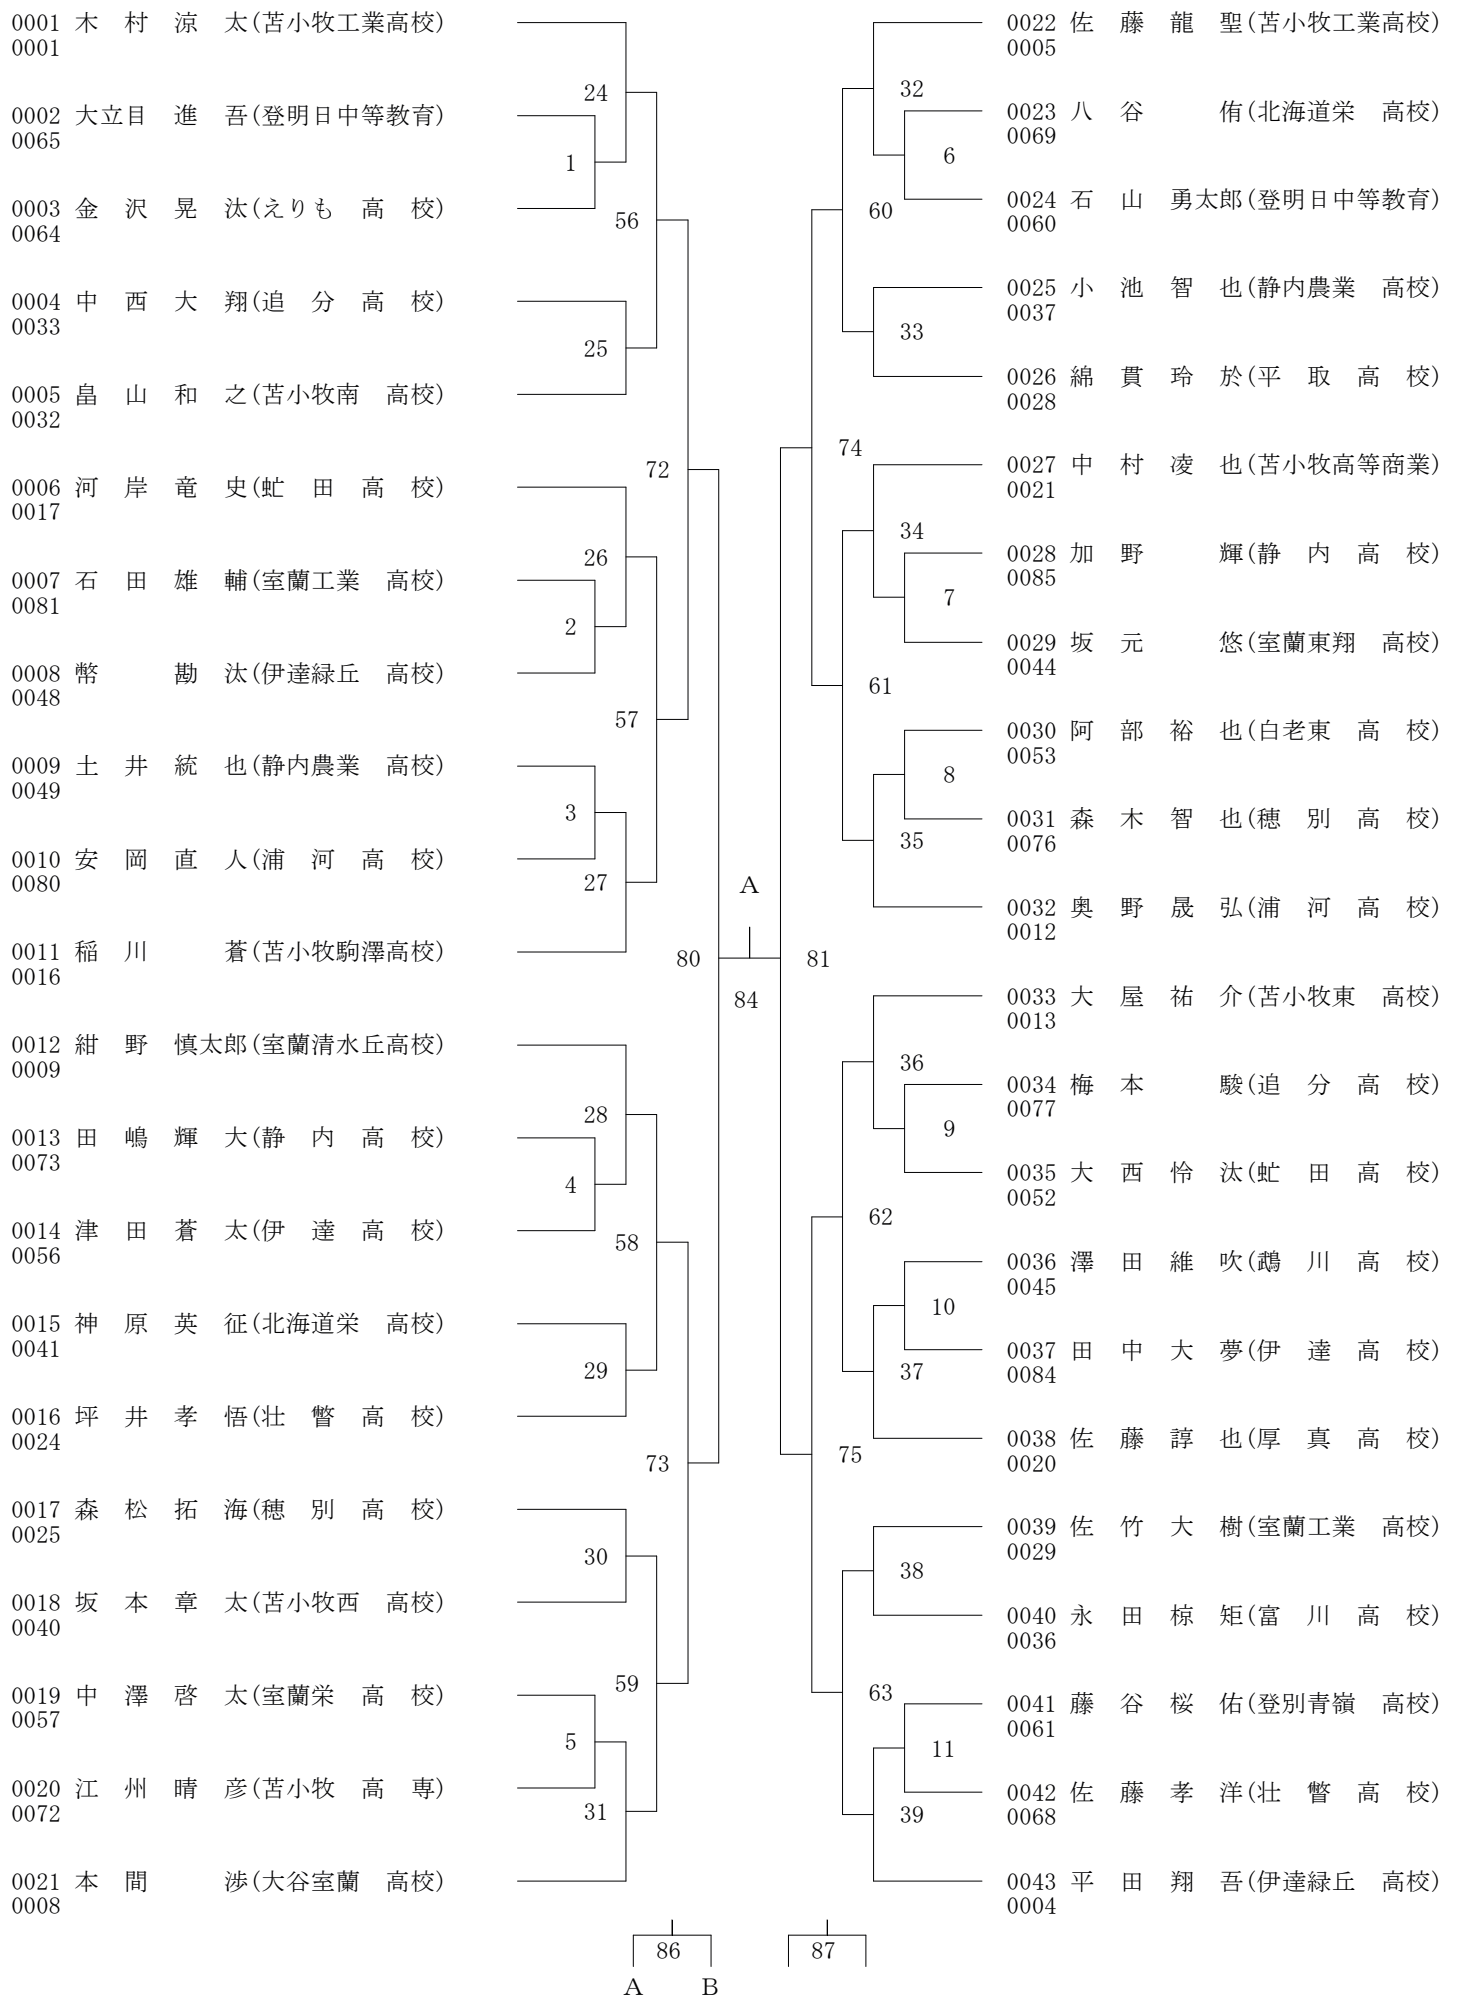 0001 木　村　涼　太(苫小牧工業高校)
0001
24
0002 大立目　進　吾(登明日中等教育)
0065
1
0003 金　沢　晃　汰(えりも　高　校)
0064
56
0004 中　西　大　翔(追　分　高　校)
0033
25
0005 畠　山　和　之(苫小牧南　高校)
0032
72
0006 河　岸　竜　史(虻　田　高　校)
0017
26
0007 石　田　雄　輔(室蘭工業　高校)
0081
2
0008 幣　　　勘　汰(伊達緑丘　高校)
0048
57
0009 土　井　統　也(静内農業　高校)
0049
3
0010 安　岡　直　人(浦　河　高　校)
0080
27
0011 稲　川　　　蒼(苫小牧駒澤高校)
0016
80
0012 紺　野　慎太郎(室蘭清水丘高校)
0009
28
0013 田　嶋　輝　大(静　内　高　校)
0073
4
0014 津　田　蒼　太(伊　達　高　校)
0056
58
0015 神　原　英　征(北海道栄　高校)
0041
29
0016 坪　井　孝　悟(壮　瞥　高　校)
0024
73
0017 森　松　拓　海(穂　別　高　校)
0025
30
0018 坂　本　章　太(苫小牧西　高校)
0040
59
0019 中　澤　啓　太(室蘭栄　高　校)
0057
5
0020 江　州　晴　彦(苫小牧　高　専)
0072
31
0021 本　間　　　渉(大谷室蘭　高校)
0008
A
84
0022 佐　藤　龍　聖(苫小牧工業高校)
0005
32
0023 八　谷　　　侑(北海道栄　高校)
0069
6
0024 石　山　勇太郎(登明日中等教育)
0060
60
0025 小　池　智　也(静内農業　高校)
0037
33
0026 綿　貫　玲　於(平　取　高　校)
0028
74
0027 中　村　凌　也(苫小牧高等商業)
0021
34
0028 加　野　　　輝(静　内　高　校)
0085
7
0029 坂　元　　　悠(室蘭東翔　高校)
0044
61
0030 阿　部　裕　也(白老東　高　校)
0053
8
0031 森　木　智　也(穂　別　高　校)
0076
35
0032 奥　野　晟　弘(浦　河　高　校)
0012
81
0033 大　屋　祐　介(苫小牧東　高校)
0013
36
0034 梅　本　　　駿(追　分　高　校)
0077
9
0035 大　西　怜　汰(虻　田　高　校)
0052
62
0036 澤　田　維　吹(鵡　川　高　校)
0045
10
0037 田　中　大　夢(伊　達　高　校)
0084
37
0038 佐　藤　諄　也(厚　真　高　校)
0020
75
0039 佐　竹　大　樹(室蘭工業　高校)
0029
38
0040 永　田　椋　矩(富　川　高　校)
0036
63
0041 藤　谷　桜　佑(登別青嶺　高校)
0061
11
0042 佐　藤　孝　洋(壮　瞥　高　校)
0068
39
0043 平　田　翔　吾(伊達緑丘　高校)
0004
86
A　B
87